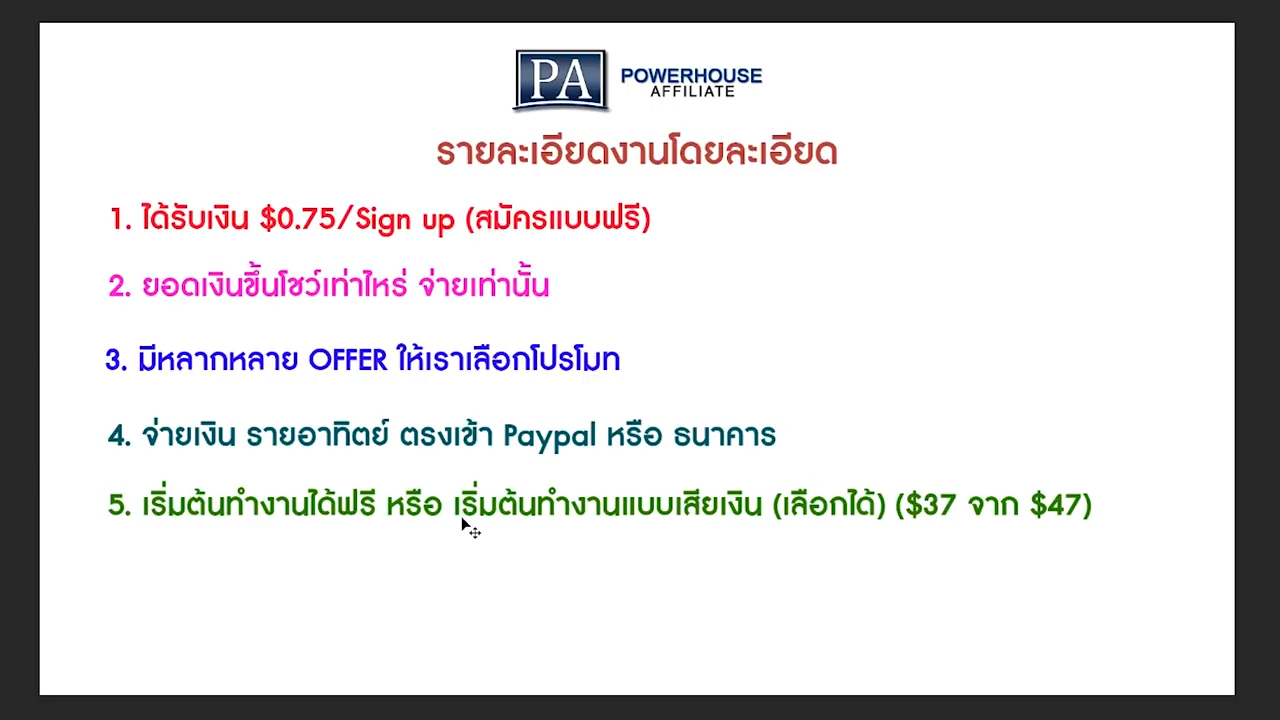 PA POWERHOUSE
AFFILIATE
รายละเอียดงานโดยละเอียด
1. ได้รับเงิน $0.75/Sign up (สมัครแบบฟรี)
2. ยอดเงินขึ้นโชว์เท่าไหร่ จ่ายเท่านั้น
3. มีหลากหลาย OFFER ให้เราเลือกโปรโมท
4. จ่ายเงิน รายอาทิตย์ ตรงเข้า Paypal หรือ ธนาคาร
5. เริ่มต้นทำงานได้ฟรี หรือ เริ่มต้นทำงานแบบเสียเงิน (เลือกได้) ($37 จาก $47)